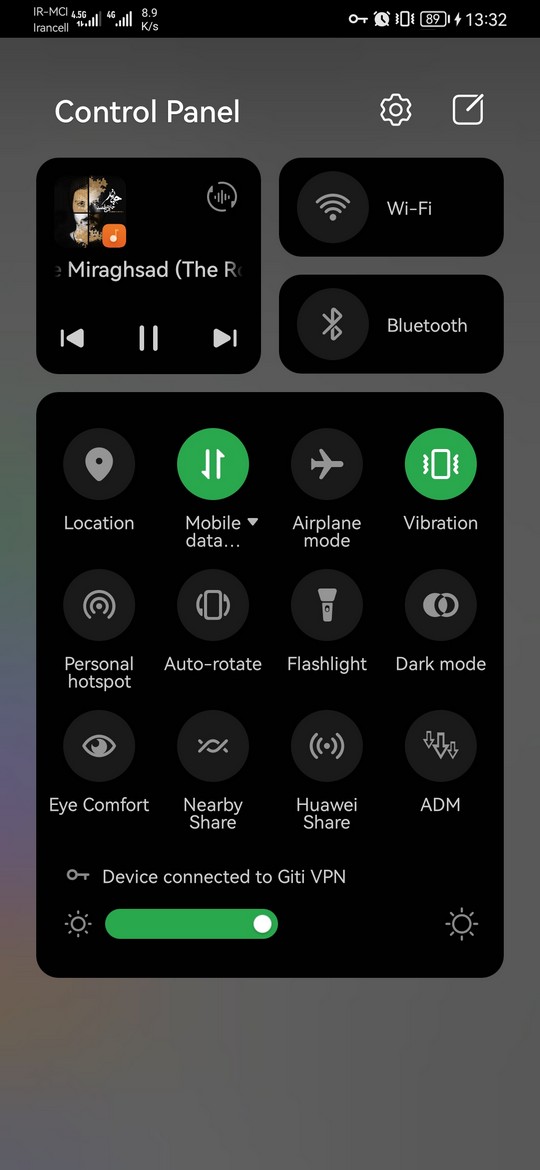 IR-MCI 4.5G 4G 8.9
Irancell K/s
89 13:32
Control Panel
Miraghsad (The Ro
Wi-Fi
Bluetooth
Location
Mobile
data...
Airplane
mode
Vibration
Personal
hotspot
Auto-rotate
Flashlight
Dark mode
Eye Comfort
Nearby
Share
Huawei
Share
ADM
Device connected to Giti VPN